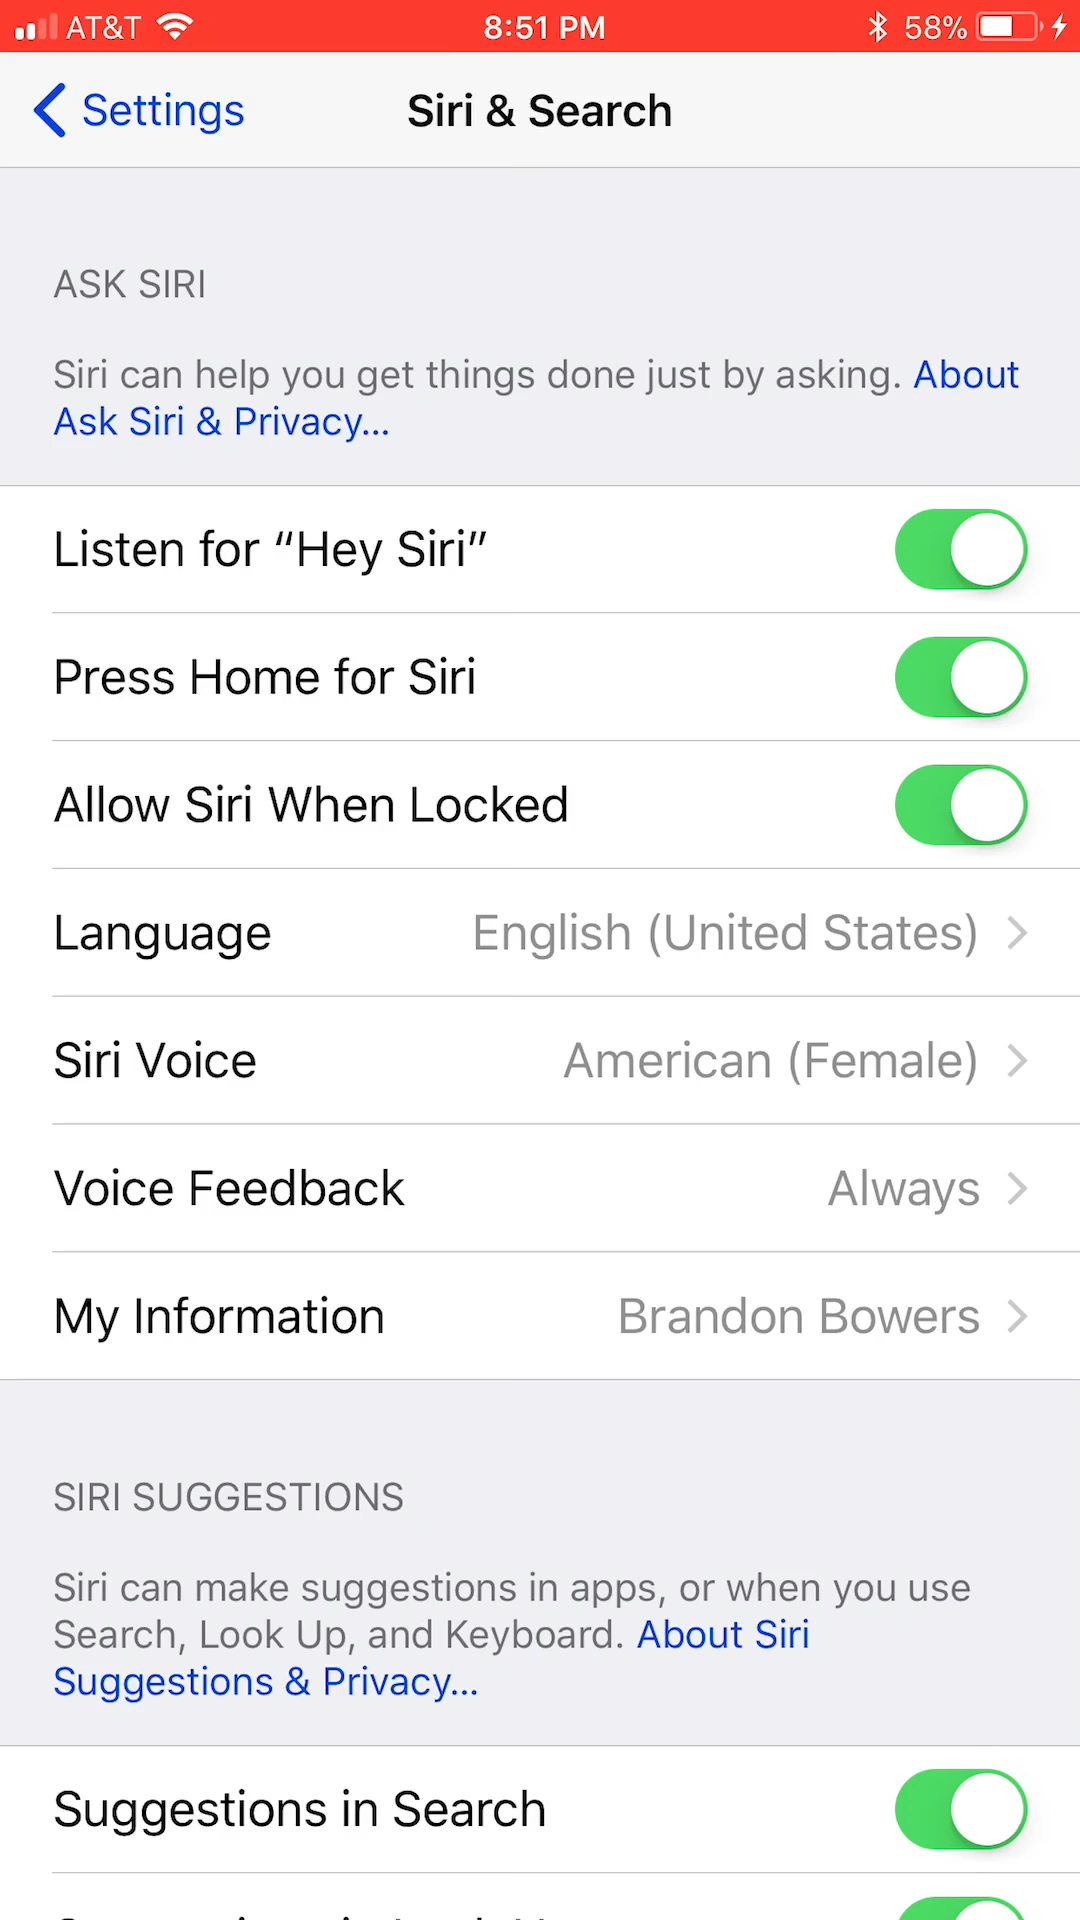 AT&T 8:51 PM 58%
Settings Siri & Search
ASK SIRI
Siri can help you get things done just by asking. About
Ask Siri & Privacy...
Listen for “Hey Siri”
Press Home for Siri
Allow Siri When Locked
Language English (United States)
Siri Voice American (Female)
Voice Feedback Always
My Information Brandon Bowers
SIRI SUGGESTIONS
Siri can make suggestions in apps, or when you use
Search, Look Up, and Keyboard. About Siri
Suggestions & Privacy...
Suggestions in Search